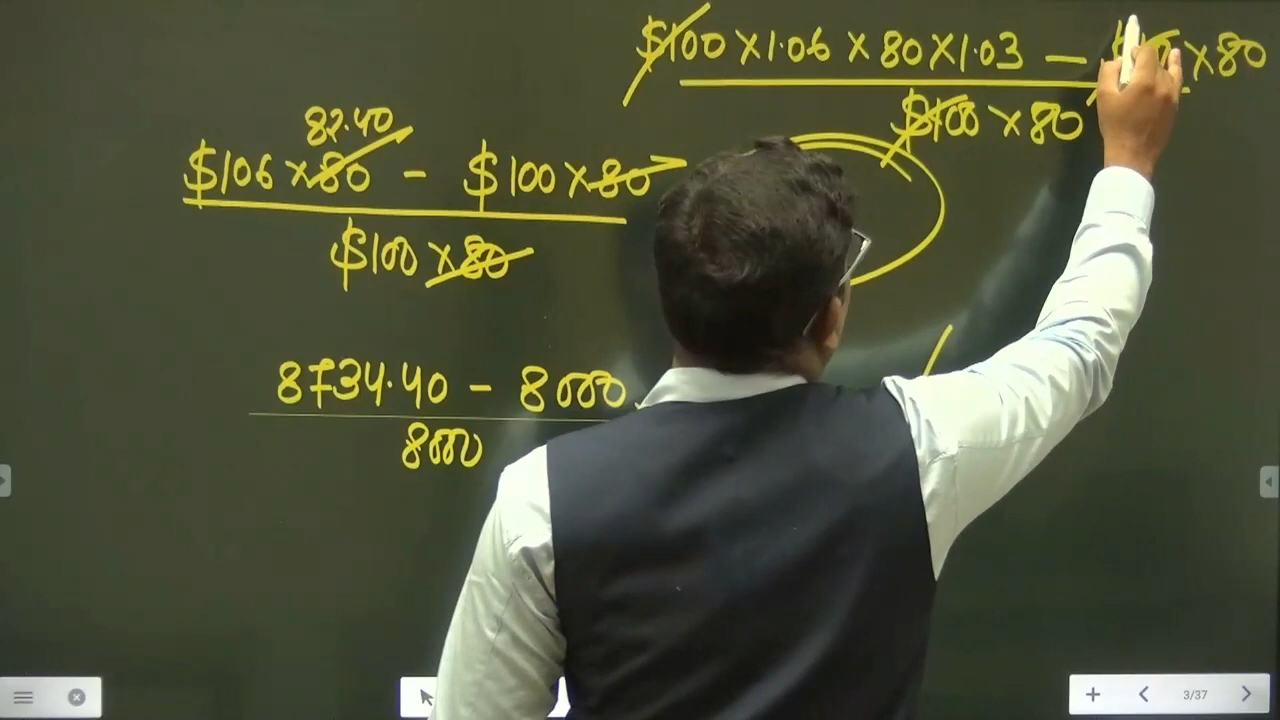 $100 × 1.06 × 80 × 1.03 — × 80
$100 × 80
82.40
$106 × 80 - $100 × 80
$100 × 80
8734.40 - 8000
8000
3/37